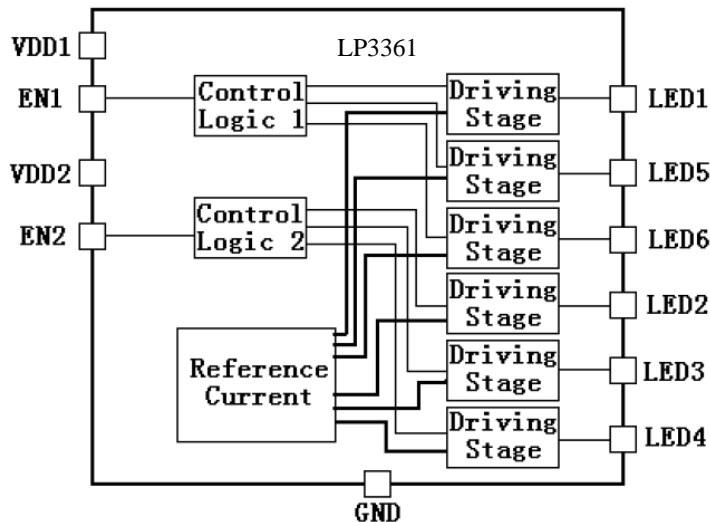 LP3361
VDD1
EN1
VDD2
EN2
Control
Logic 1
Control
Logic 2
Reference
Current
Driving
Stage
Driving
Stage
Driving
Stage
Driving
Stage
Driving
Stage
Driving
Stage
LED1
LED5
LED6
LED2
LED3
LED4
GND